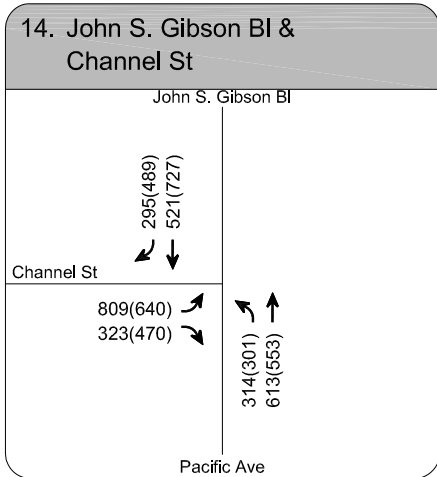 14. John S. Gibson Bl &
Channel St
John S. Gibson Bl
295(489)
521(727)
Channel St
809(640)
323(470)
314(301)
613(553)
Pacific Ave